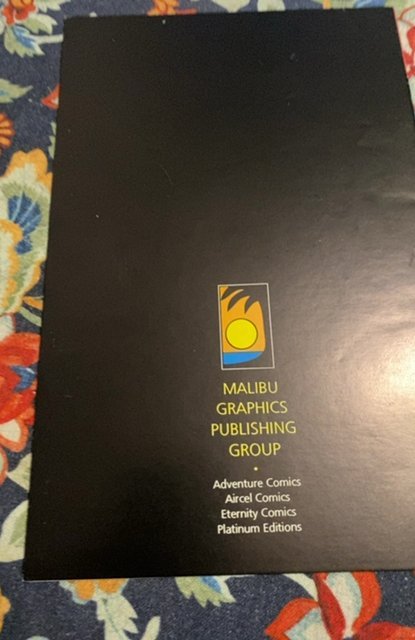 MALIBU
GRAPHICS
PUBLISHING
GROUP
•
Adventure Comics
Aircel Comics
Eternity Comics
Platinum Editions